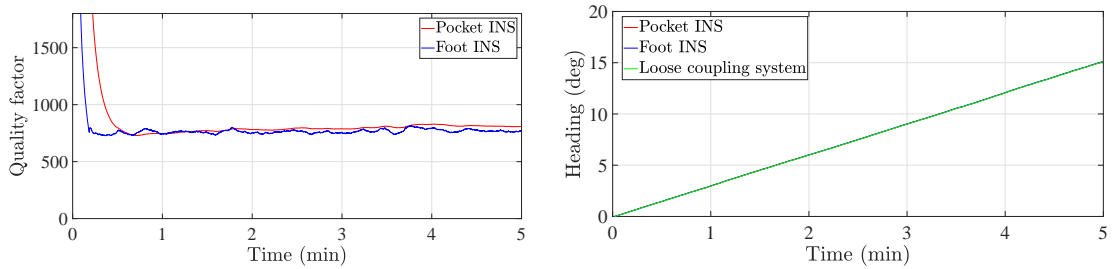 Quality factor
1500
1000
500
0
Pocket INS
Foot INS
0 1 2 3 4 5
Time (min)
Heading (deg)
20
15
10
5
0
Pocket INS
Foot INS
Loose coupling system
0 1 2 3 4 5
Time (min)